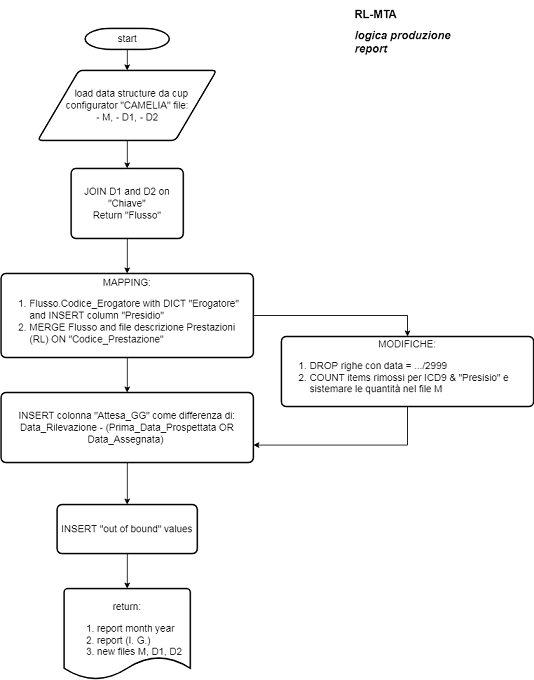 RL-MTA
logica produzione
report
start
load data structure da cup
configurator "CAMELIA" file:
- M, - D1, - D2
JOIN D1 and D2 on
"Chiave"
Return "Flusso"
MAPPING:
1. Flusso.Codice_Erogatore with DICT "Erogatore"
and INSERT column "Presidio"
2. MERGE Flusso and file descrizione Prestazioni
(RL) ON "Codice_Prestazione"
MODIFICHE:
1. DROP righe con data = .../2999
2. COUNT items rimossi per ICD9 & "Presisio" e
sistemare le quantità nel file M
INSERT colonna "Attesa_GG" come differenza di:
Data_Rilevazione - (Prima_Data_Prospettata OR
Data_Assegnata)
INSERT "out of bound" values
return:
1. report month year
2. report (I. G.)
3. new files M, D1, D2